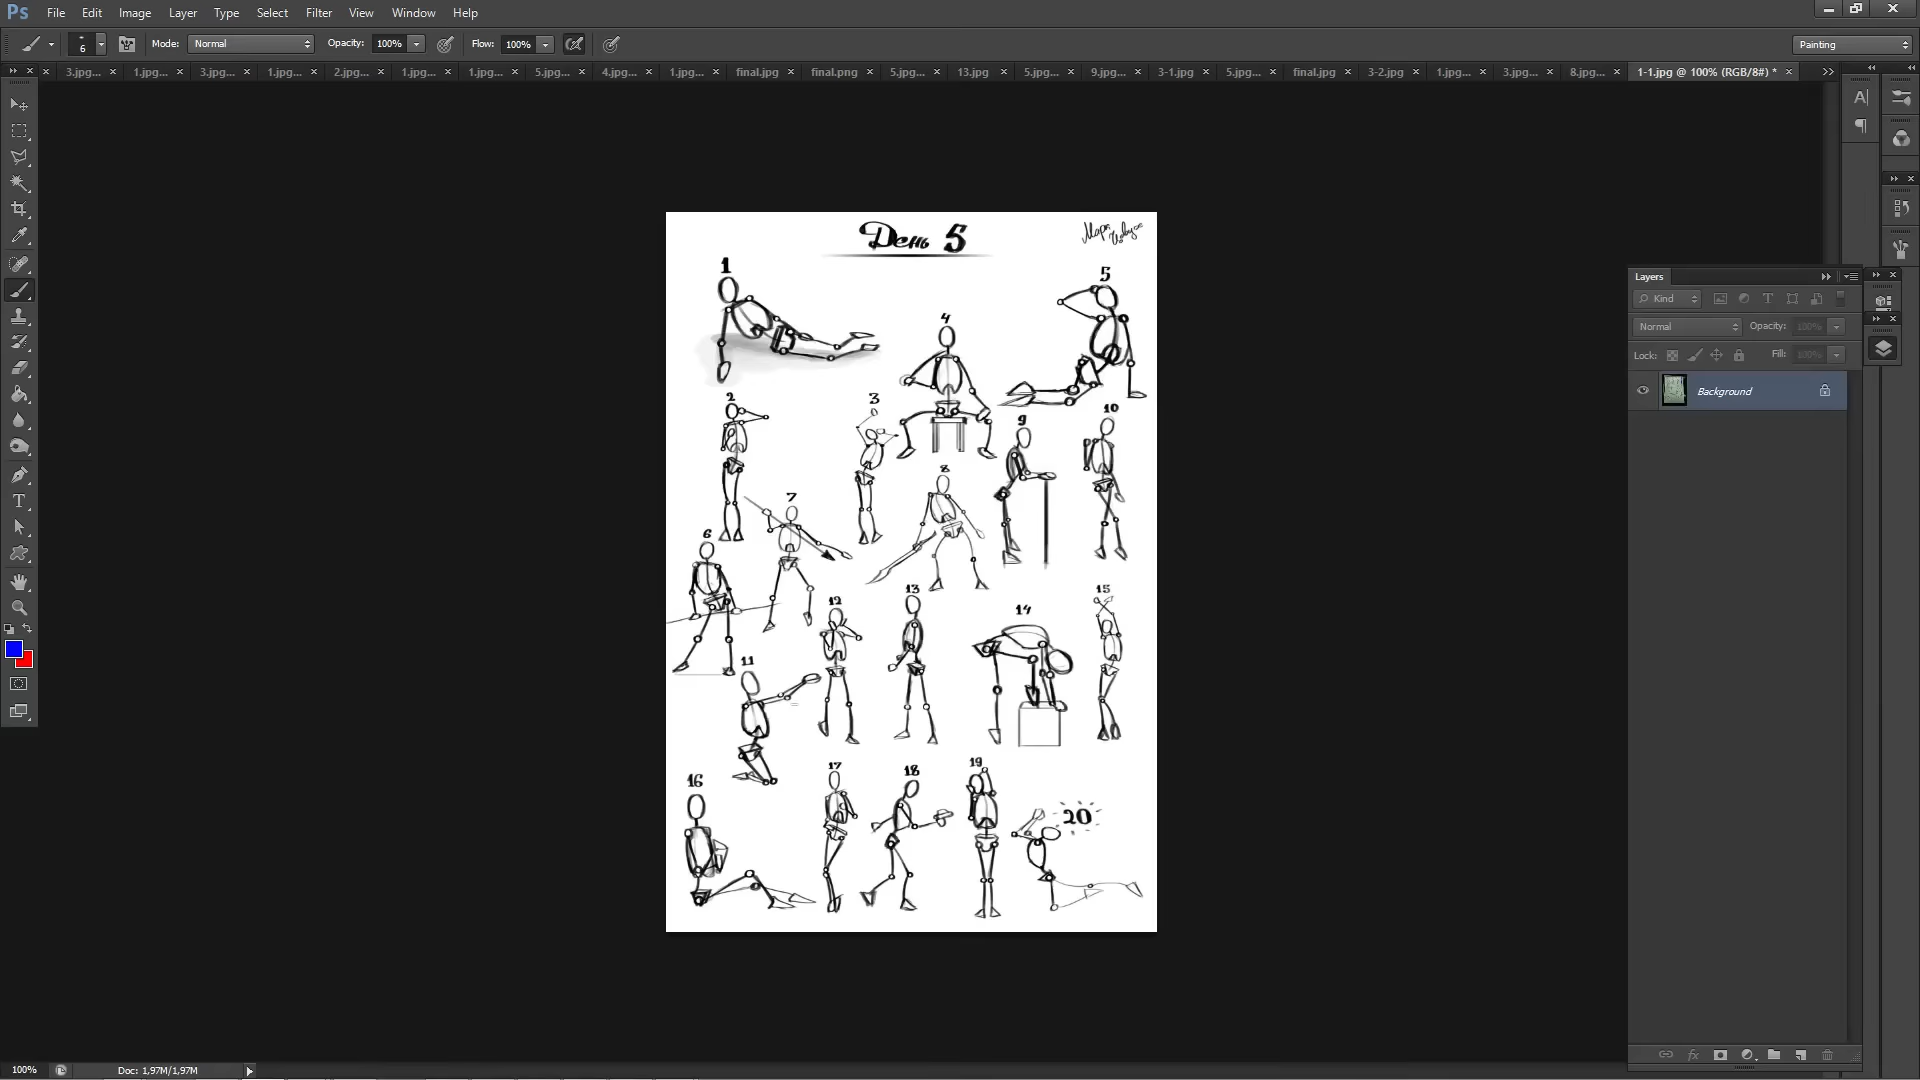 Ps File Edit Image Layer Type Select Filter View Window Help
6 Mode: Normal Opacity: 100% Flow: 100% Painting
3.jpg... 1.jpg... 3.jpg... 1.jpg... 2.jpg... 1.jpg... 1.jpg... 5.jpg... 4.jpg... 1.jpg... final.jpg final.png 5.jpg... 13.jpg 5.jpg... 9.jpg... 3-1.jpg 5.jpg... final.jpg 3-2.jpg 1.jpg... 3.jpg... 8.jpg... 1-1.jpg @ 100% (RGB/8#) *
День 5
1
5
4
2
3
10
9
8
7
6
13
15
12
14
11
19
17
18
16
20
Layers
Kind
Normal Opacity: 100%
Lock: Fill: 100%
Background
100% Doc: 1,97M/1,97M